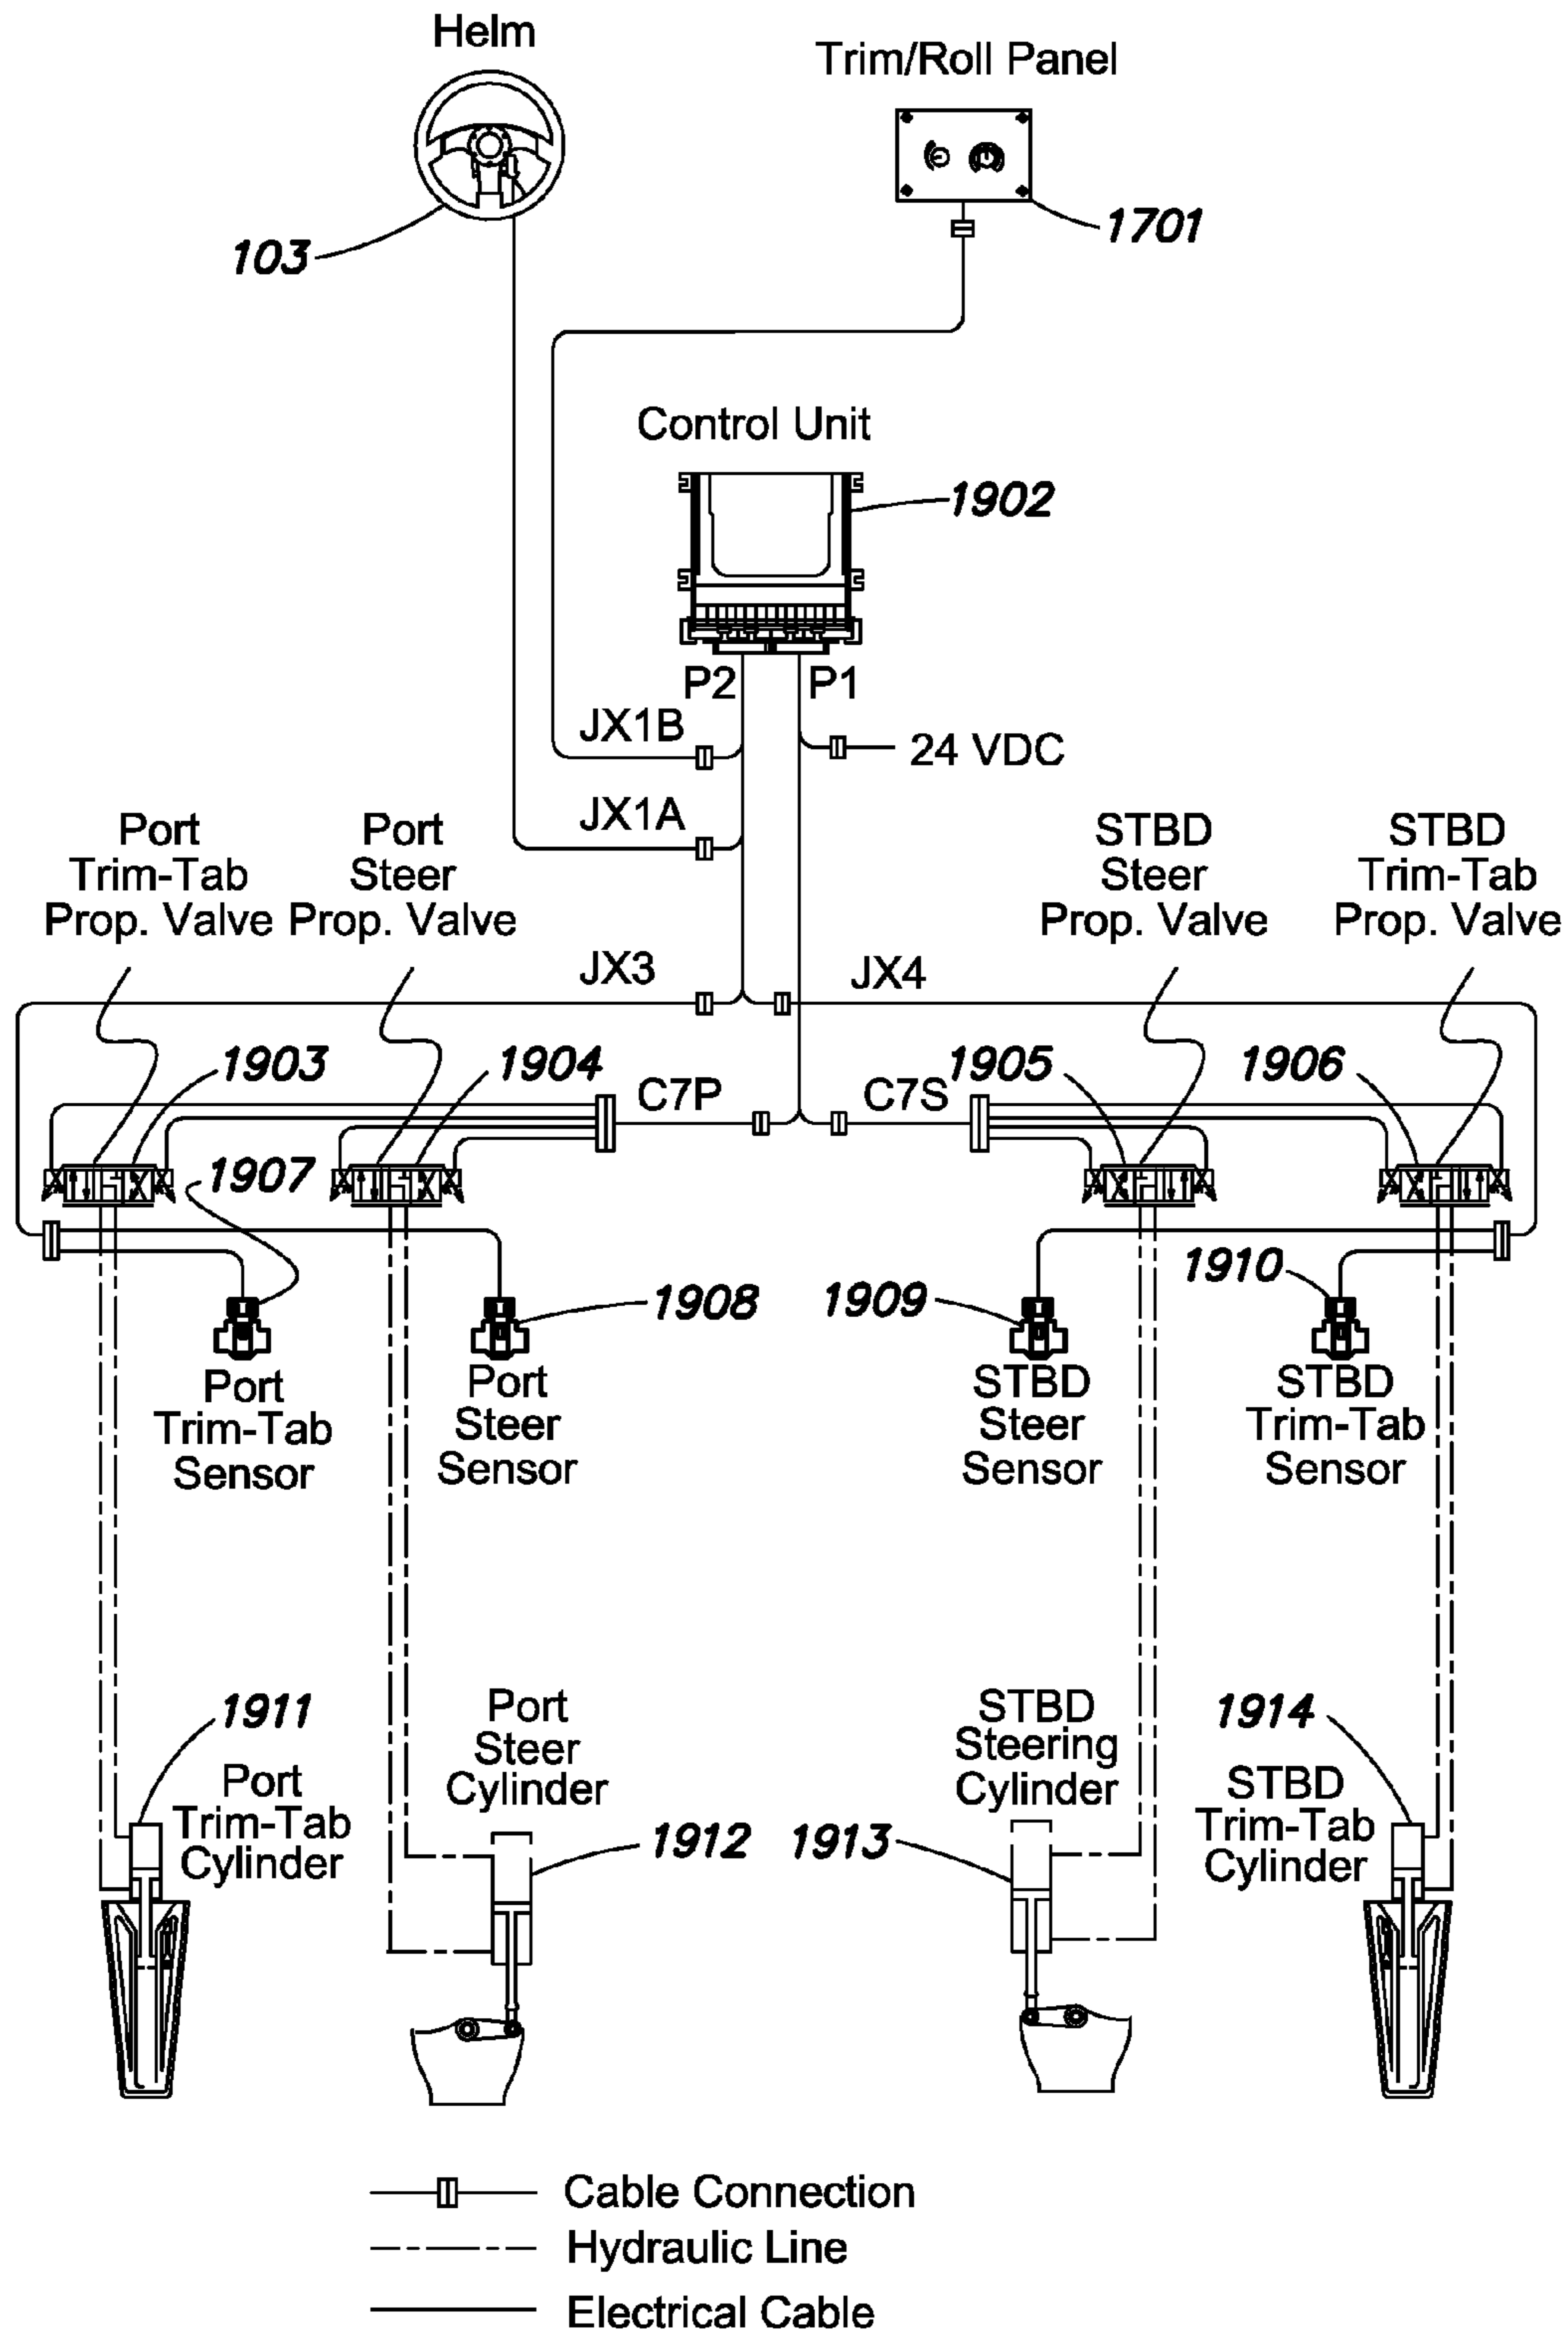 Helm
Trim/Roll Panel
103
1701
Control Unit
1902
P2
P1
JX1B
24 VDC
JX1A
Port
Trim-Tab
Prop. Valve
Port
Steer
Prop. Valve
STBD
Steer
Prop. Valve
STBD
Trim-Tab
Prop. Valve
JX3
JX4
1903
1904
1905
1906
C7P
C7S
1907
1908
1909
1910
Port
Trim-Tab
Sensor
Port
Steer
Sensor
STBD
Steer
Sensor
STBD
Trim-Tab
Sensor
1911
Port
Trim-Tab
Cylinder
Port
Steer
Cylinder
1912
STBD
Steering
Cylinder
1913
1914
STBD
Trim-Tab
Cylinder
Cable Connection
Hydraulic Line
Electrical Cable